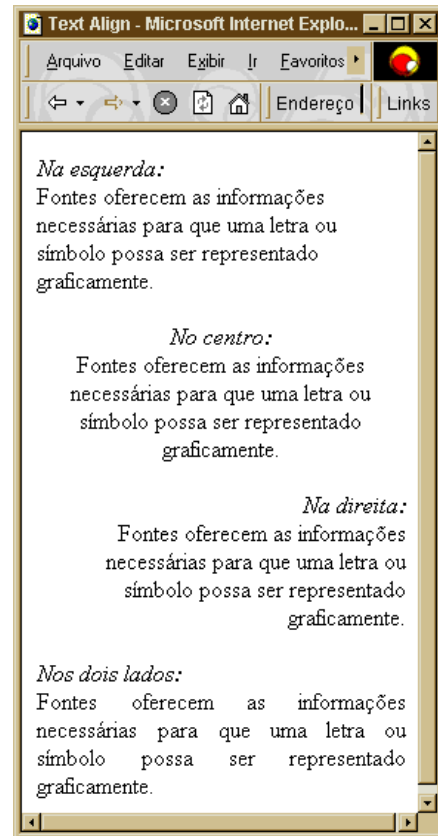 Text Align - Microsoft Internet Explo...
Arquivo Editar Exibir Ir Favoritos
Endereço Links
Na esquerda:
Fontes oferecem as informações
necessárias para que uma letra ou
símbolo possa ser representado
graficamente.
No centro:
Fontes oferecem as informações
necessárias para que uma letra ou
símbolo possa ser representado
graficamente.
Na direita:
Fontes oferecem as informações
necessárias para que uma letra ou
símbolo possa ser representado
graficamente.
Nos dois lados:
Fontes oferecem as informações
necessárias para que uma letra ou
símbolo possa ser representado
graficamente.